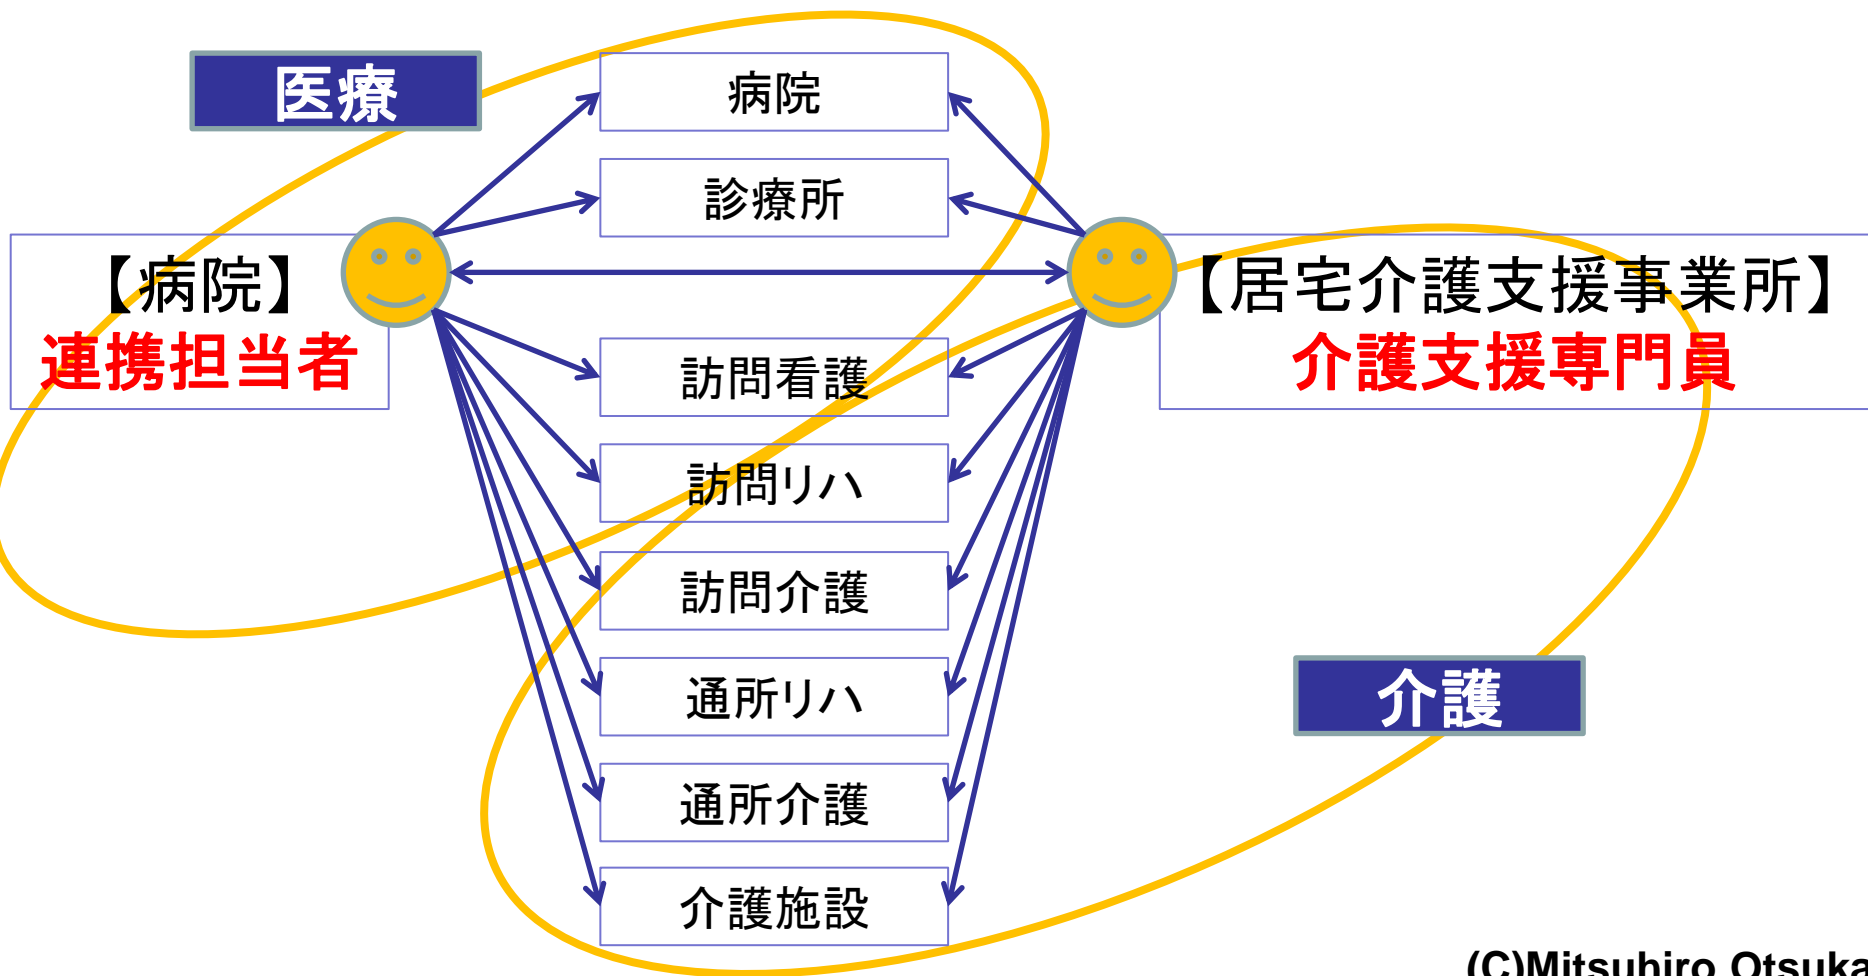 医療
病院
診療所
【病院】
連携担当者
【居宅介護支援事業所】
介護支援専門員
訪問看護
訪問リハ
訪問介護
通所リハ
通所介護
介護施設
介護
(C)Mitsuhiro Otsuka